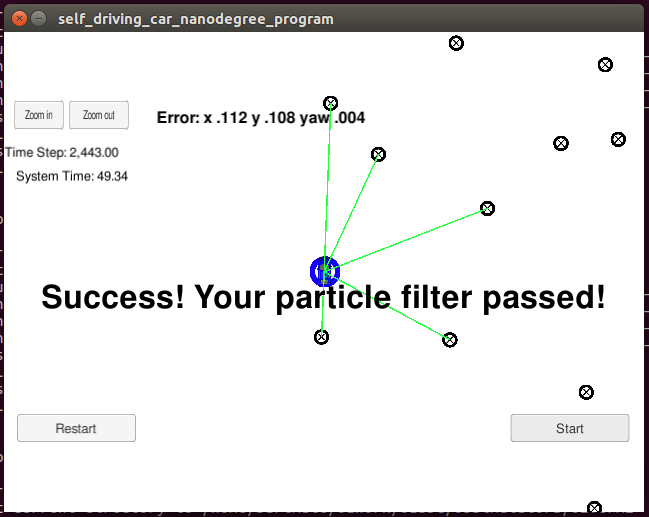 self_driving_car_nanodegree_program
Zoom in
Zoom out
Error: x .112 y .108 yaw .004
Time Step: 2,443.00
System Time: 49.34
Success! Your particle filter passed!
Restart
Start